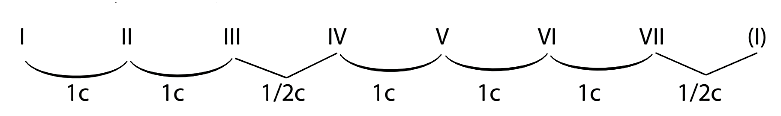 I II III IV V VI VII (I)
1c 1c 1/2c 1c 1c 1c 1/2c